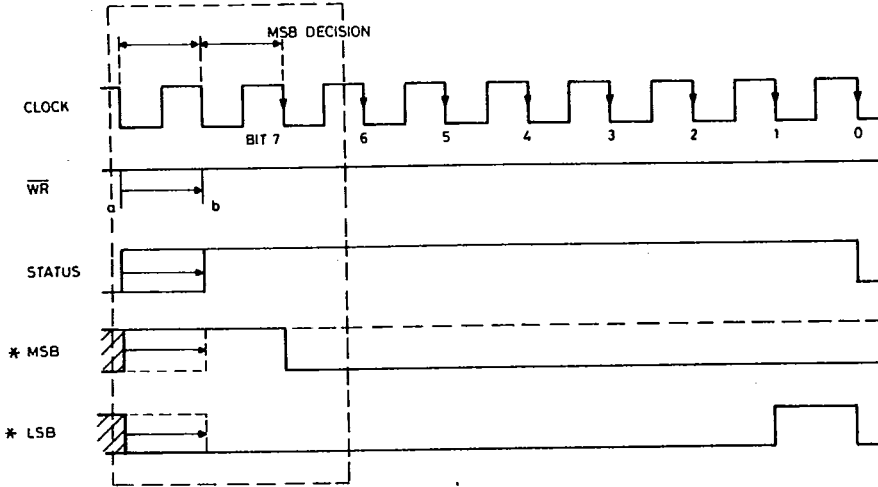 MSB DECISION
CLOCK
BIT 7 6 5 4 3 2 1 0
WR
a b
STATUS
* MSB
* LSB